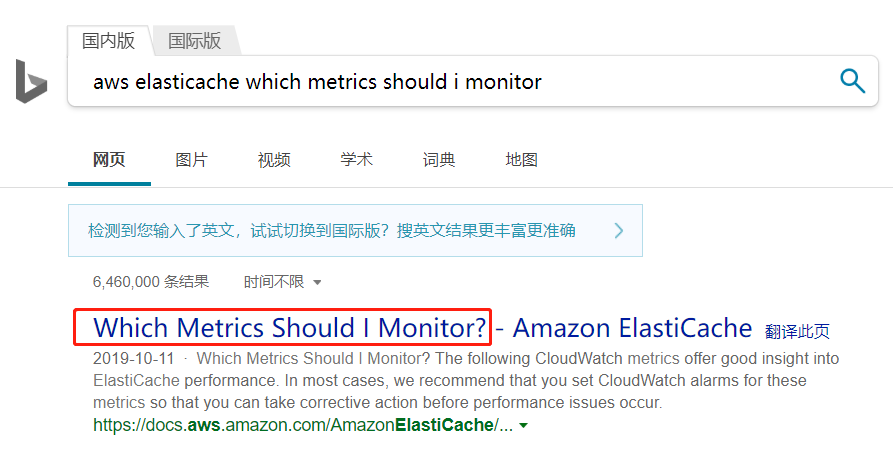 国内版 国际版
aws elasticache which metrics should i monitor
网页 图片 视频 学术 词典 地图
检测到您输入了英文，试试切换到国际版？搜英文结果更丰富更准确
6,460,000 条结果 时间不限
Which Metrics Should I Monitor? - Amazon ElastiCache 翻译此页
2019-10-11 · Which Metrics Should I Monitor? The following CloudWatch metrics offer good insight into
ElastiCache performance. In most cases, we recommend that you set CloudWatch alarms for these
metrics so that you can take corrective action before performance issues occur.
https://docs.aws.amazon.com/AmazonElastiCache/...